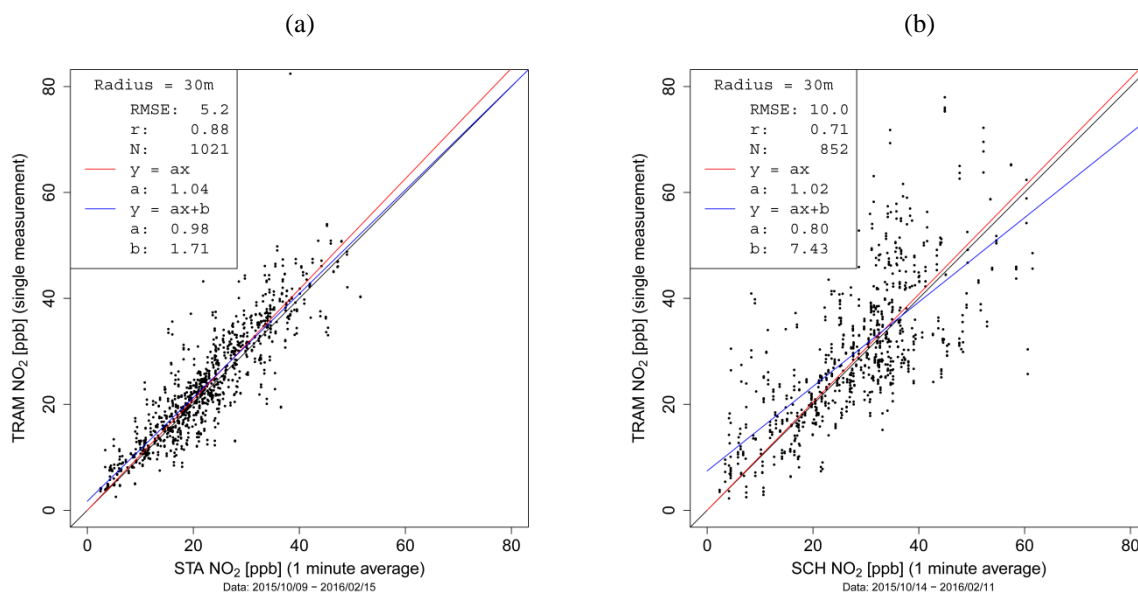 (a)
Radius = 30m
RMSE: 5.2
r: 0.88
N: 1021
y = ax
a: 1.04
y = ax+b
a: 0.98
b: 1.71
TRAM NO₂ [ppb] (single measurement)
80
60
40
20
0
0 20 40 60 80
STA NO₂ [ppb] (1 minute average)
Data: 2015/10/09 − 2016/02/15
(b)
Radius = 30m
RMSE: 10.0
r: 0.71
N: 852
y = ax
a: 1.02
y = ax+b
a: 0.80
b: 7.43
TRAM NO₂ [ppb] (single measurement)
80
60
40
20
0
0 20 40 60 80
SCH NO₂ [ppb] (1 minute average)
Data: 2015/10/14 − 2016/02/11